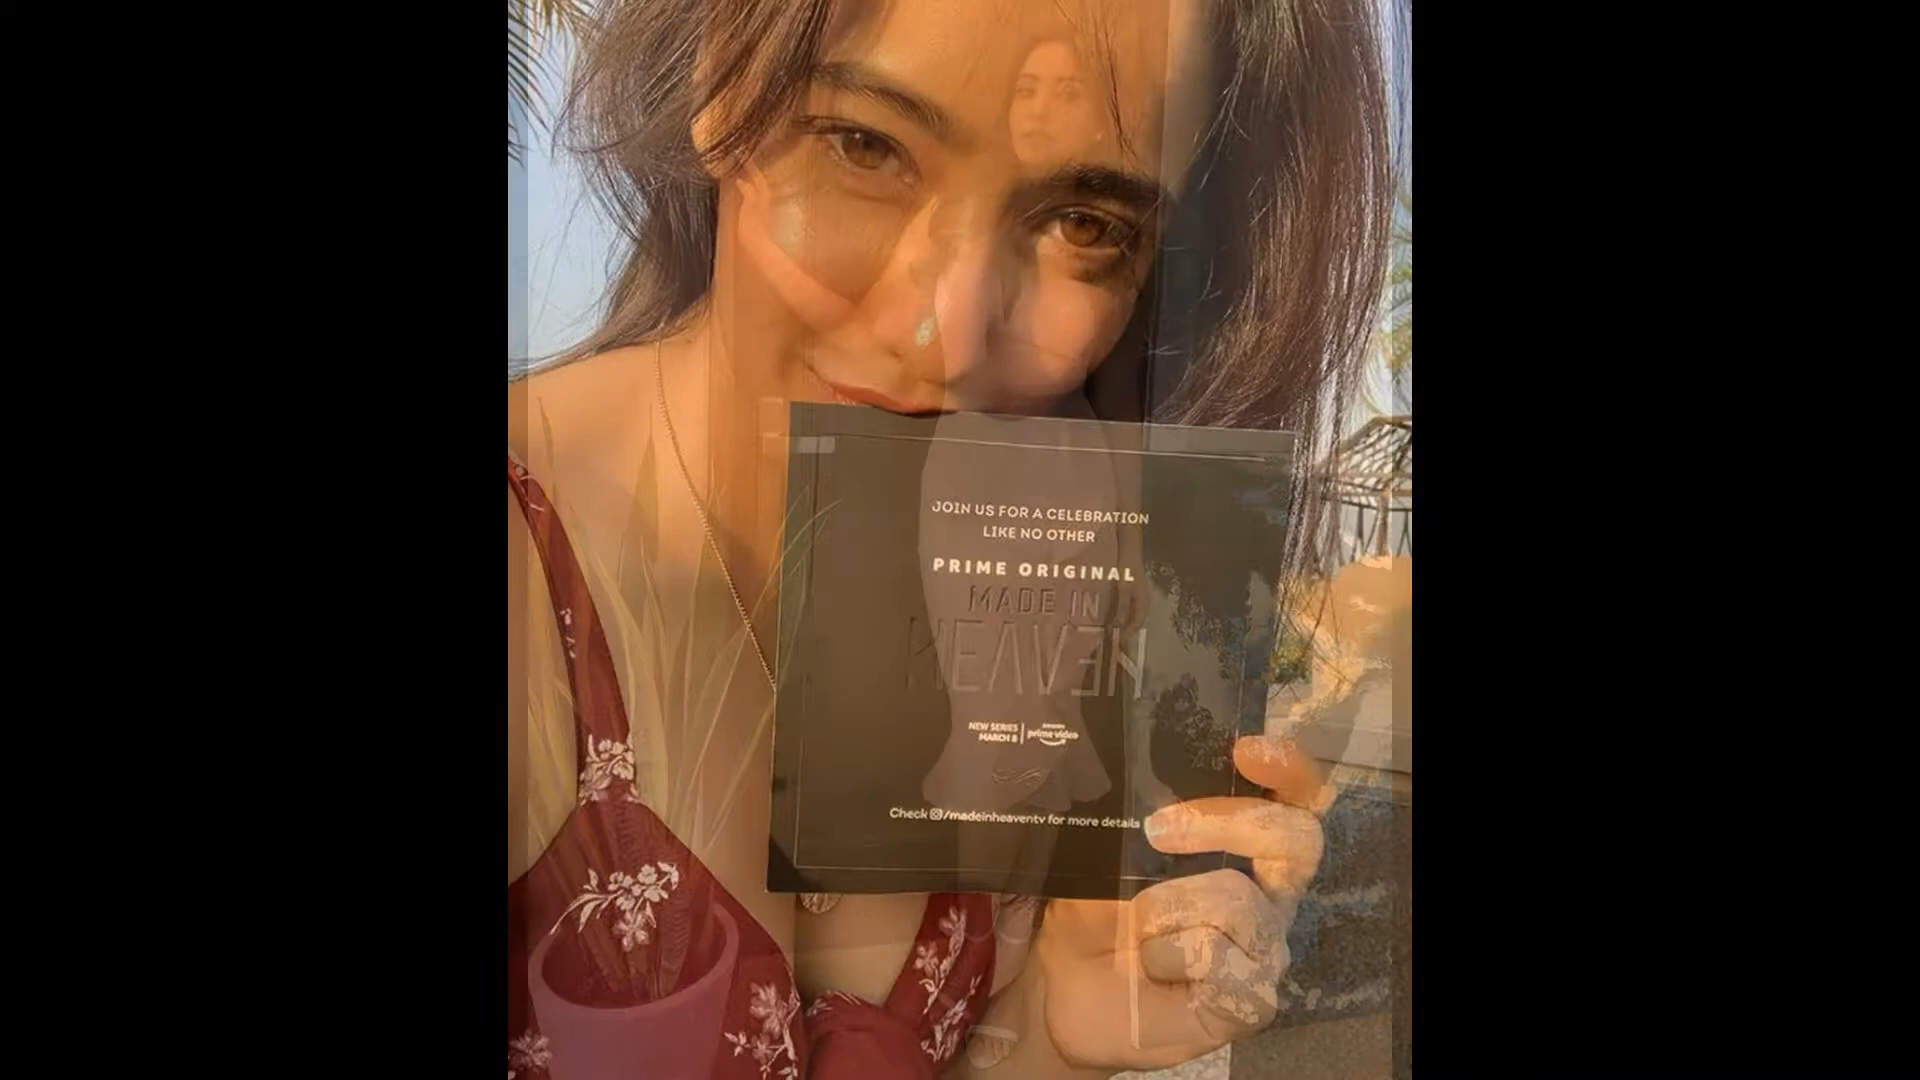 JOIN US FOR A CELEBRATION
LIKE NO OTHER
PRIME ORIGINAL
MADE IN
HEAVEN
NEW SERIES
MARCH 8
amazon
prime video
Check /madeinheaventv for more details